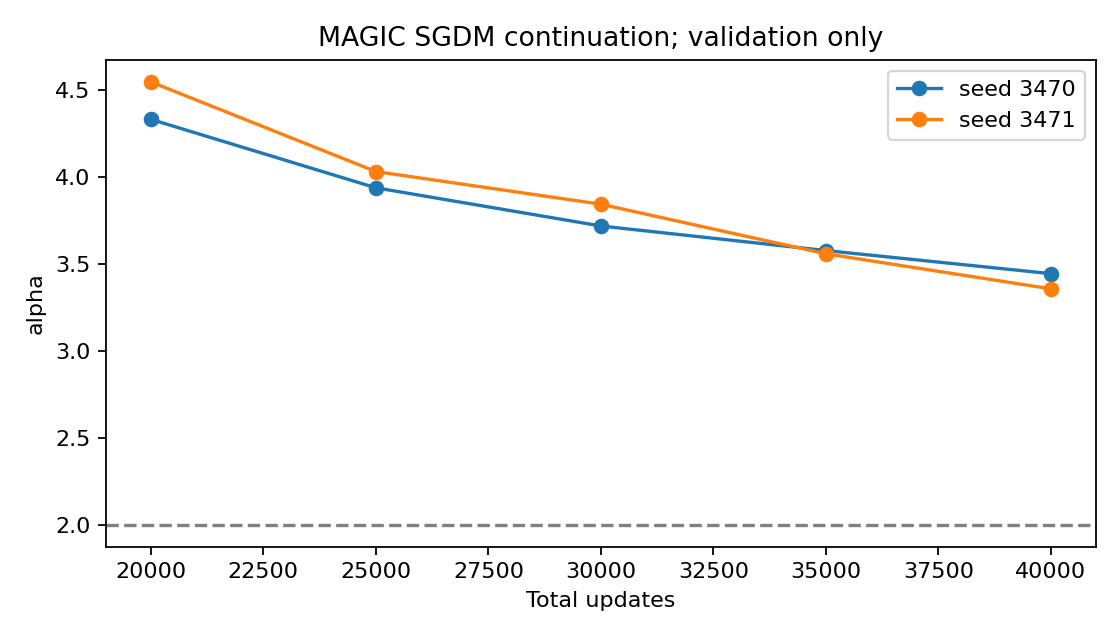 MAGIC SGDM continuation; validation only
seed 3470
seed 3471
4.5
4.0
3.5
3.0
2.5
2.0
alpha
20000 22500 25000 27500 30000 32500 35000 37500 40000
Total updates